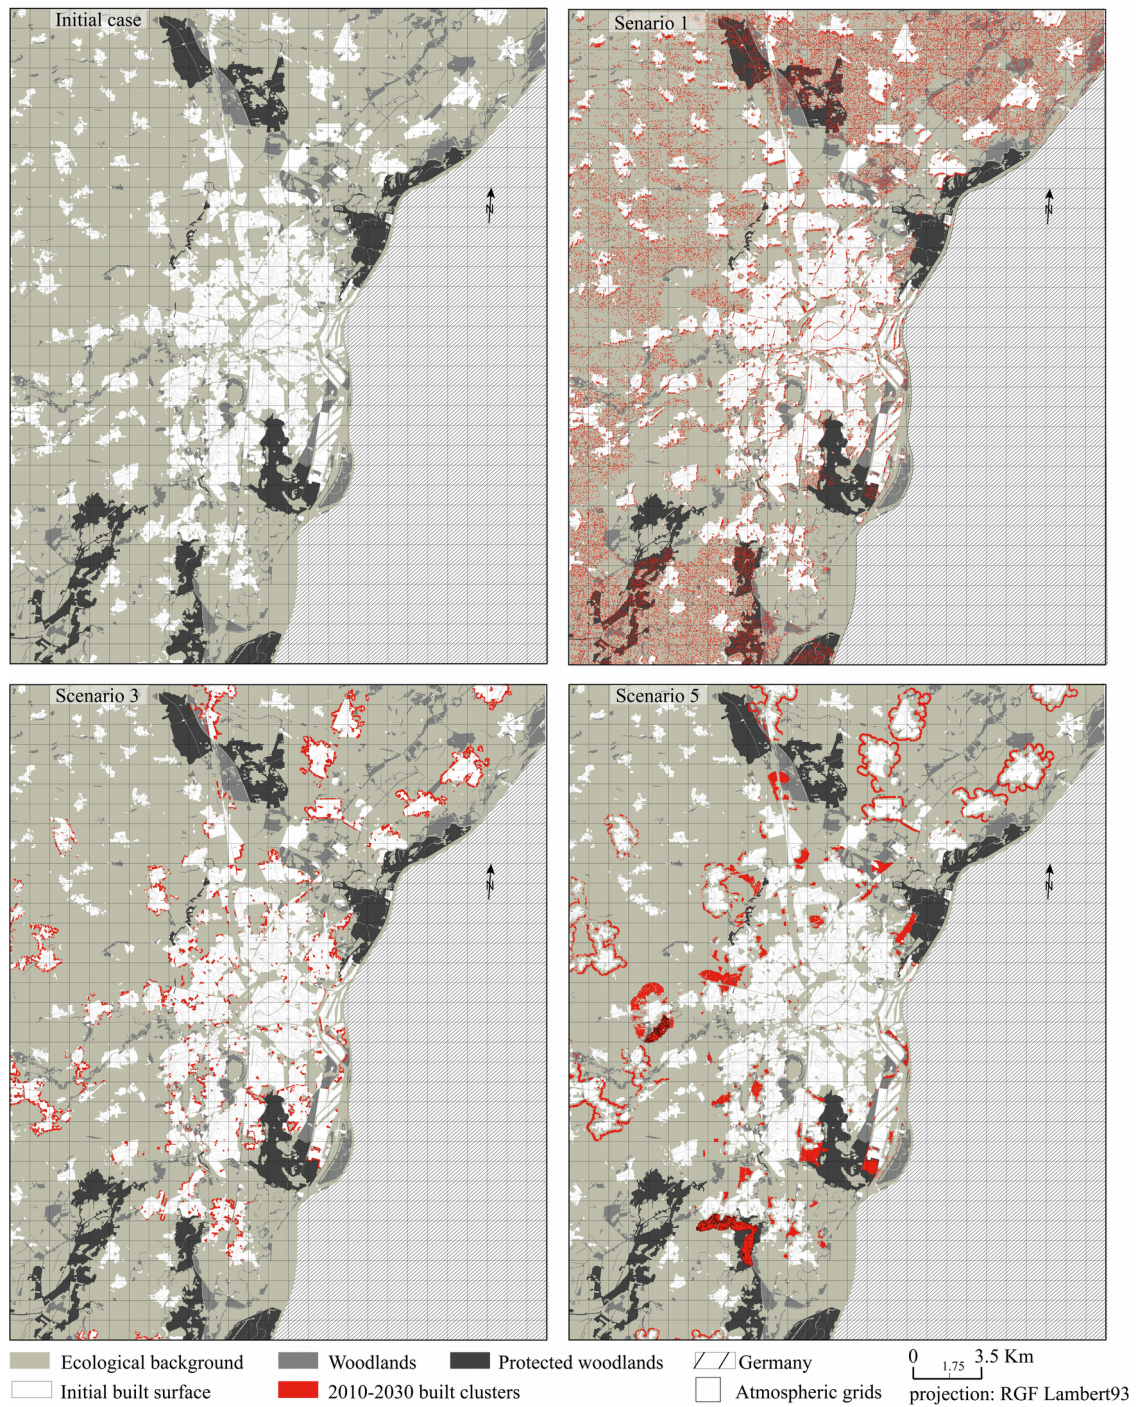 Initial case
Senario 1
N
N
Scenario 3
Scenario 5
N
N
Ecological background
Woodlands
Protected woodlands
Germany
0 1.75 3.5 Km
Initial built surface
2010-2030 built clusters
Atmospheric grids
projection: RGF Lambert93